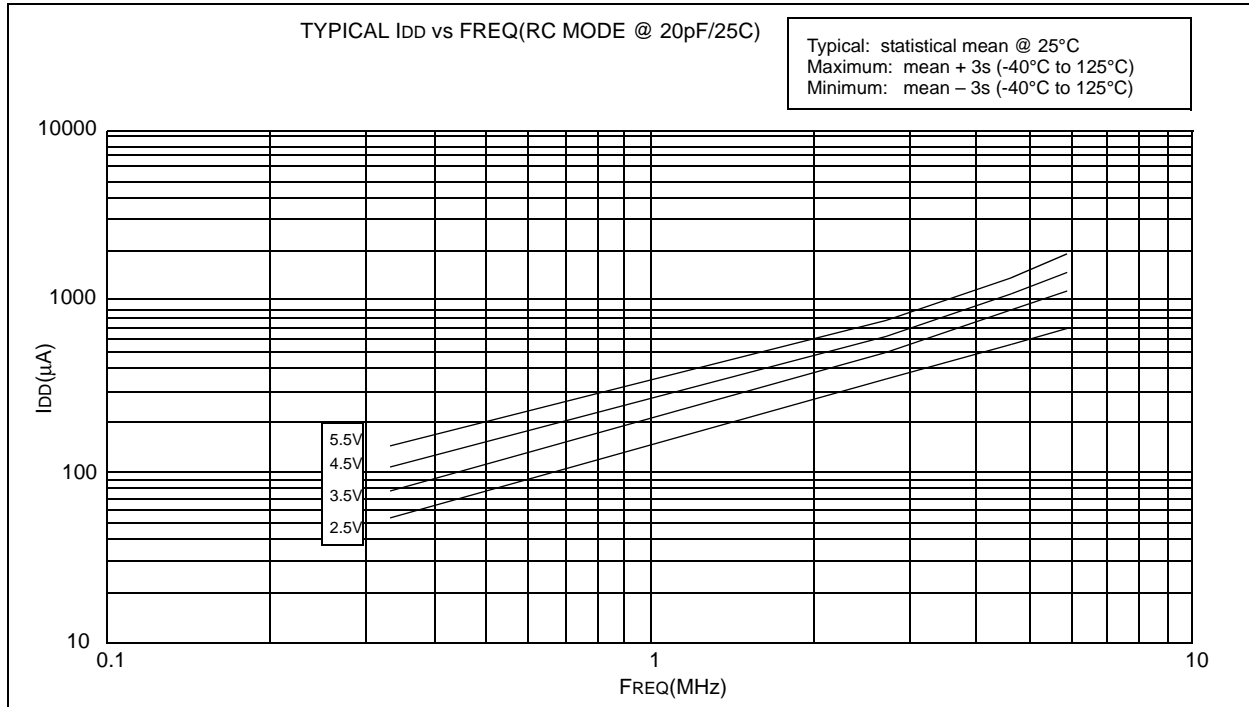 TYPICAL IDD vs FREQ(RC MODE @ 20pF/25C)
Typical: statistical mean @ 25°C
Maximum: mean + 3s (-40°C to 125°C)
Minimum: mean – 3s (-40°C to 125°C)
10000
1000
100
10
IDD(µA)
5.5V
4.5V
3.5V
2.5V
0.1
1
10
FREQ(MHz)